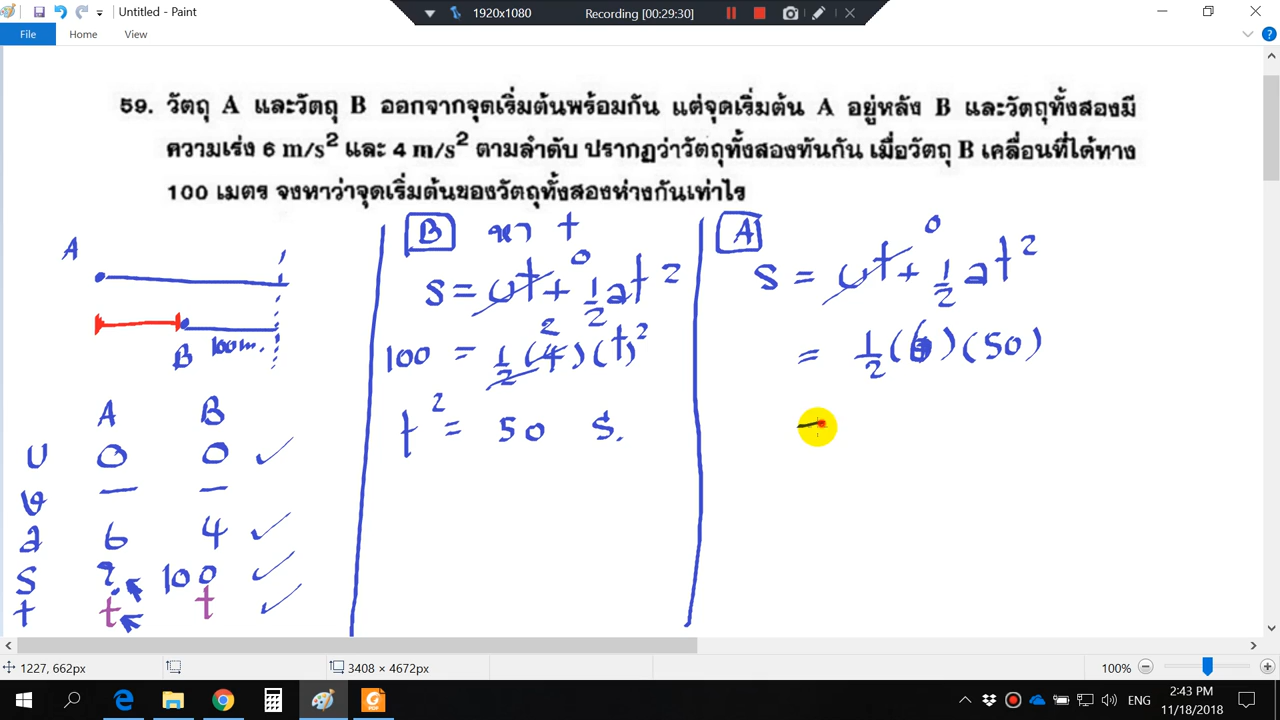 Untitled - Paint
1920x1080
Recording [00:29:30]
File Home View
59. วัตถุ A และวัตถุ B ออกจากจุดเริ่มต้นพร้อมกัน แต่จุดเริ่มต้น A อยู่หลัง B และวัตถุทั้งสองมี
ความเร่ง 6 m/s² และ 4 m/s² ตามลำดับ ปรากฏว่าวัตถุทั้งสองทันกัน เมื่อวัตถุ B เคลื่อนที่ได้ทาง
100 เมตร จงหาว่าจุดเริ่มต้นของวัตถุทั้งสองห่างกันเท่าไร
A
B 100 m.
A B
u 0 0 ✓
v — —
a 6 4 ✓
s ? 100 ✓
t t t ✓
B หา t
0
s = ut + 1/2 at²
2
100 = 1/2 (4)(t)²
t² = 50 s.
A
0
s = ut + 1/2 at²
= 1/2 (6)(50)
1227, 662px
3408 × 4672px
100%
ENG
2:43 PM
11/18/2018